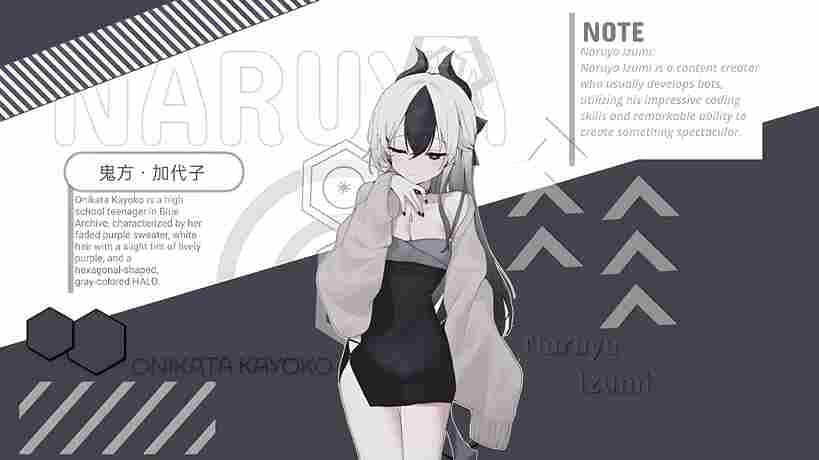 NARUYA
NOTE
Naruya Izumi:
Naruya Izumi is a content creator
who usually develops bots,
utilizing his impressive coding
skills and remarkable ability to
create something spectacular.
鬼方・加代子
Onikata Kayoko is a high
school teenager in Blue
Archive, characterized by her
faded purple sweater, white
hair with a slight tint of lively
purple, and a
hexagonal-shaped,
gray-colored HALO.
ONIKATA KAYOKO
Naruya
Izumi